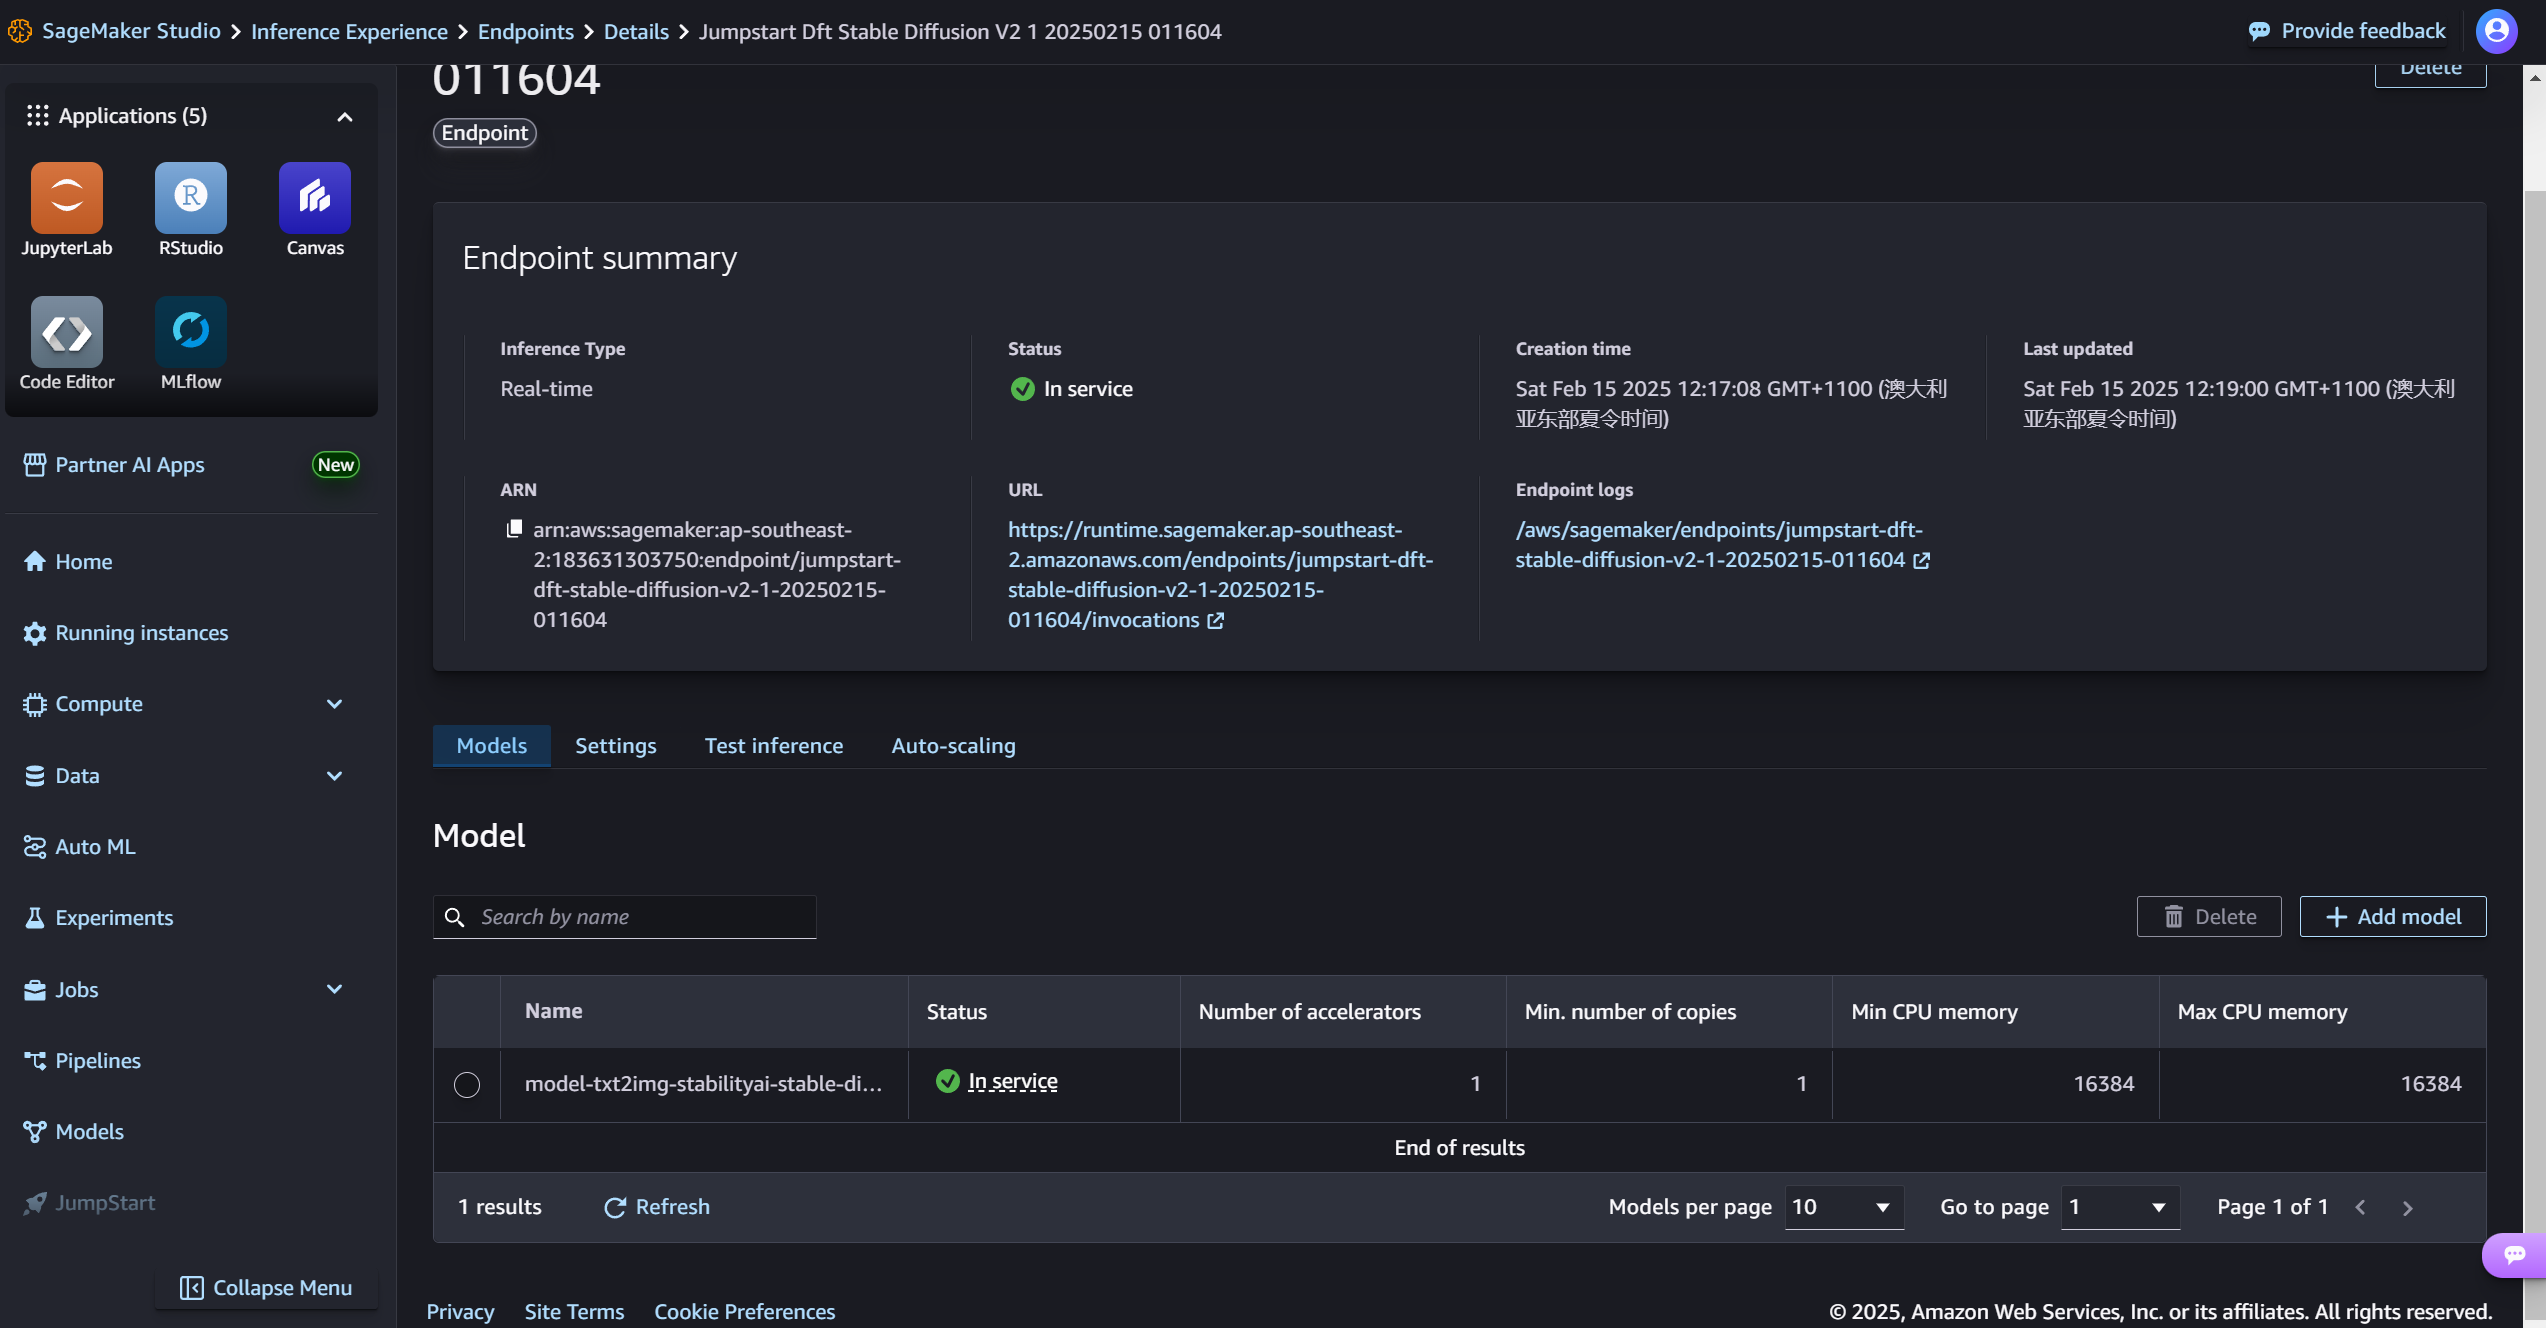 SageMaker Studio > Inference Experience > Endpoints > Details > Jumpstart Dft Stable Diffusion V2 1 20250215 011604
Provide feedback
Applications (5)
JupyterLab
RStudio
Canvas
Code Editor
MLflow
Partner AI Apps
New
Home
Running instances
Compute
Data
Auto ML
Experiments
Jobs
Pipelines
Models
JumpStart
Collapse Menu
011604
Delete
Endpoint
Endpoint summary
Inference Type
Real-time
Status
In service
Creation time
Sat Feb 15 2025 12:17:08 GMT+1100 (澳大利
亚东部夏令时间)
Last updated
Sat Feb 15 2025 12:19:00 GMT+1100 (澳大利
亚东部夏令时间)
ARN
arn:aws:sagemaker:ap-southeast-
2:183631303750:endpoint/jumpstart-
dft-stable-diffusion-v2-1-20250215-
011604
URL
https://runtime.sagemaker.ap-southeast-
2.amazonaws.com/endpoints/jumpstart-dft-
stable-diffusion-v2-1-20250215-
011604/invocations
Endpoint logs
/aws/sagemaker/endpoints/jumpstart-dft-
stable-diffusion-v2-1-20250215-011604
Models Settings Test inference Auto-scaling
Model
Search by name
Delete
Add model
Name Status Number of accelerators Min. number of copies Min CPU memory Max CPU memory
model-txt2img-stabilityai-stable-di... In service 1 1 16384 16384
End of results
1 results Refresh Models per page 10 Go to page 1 Page 1 of 1
Privacy Site Terms Cookie Preferences © 2025, Amazon Web Services, Inc. or its affiliates. All rights reserved.